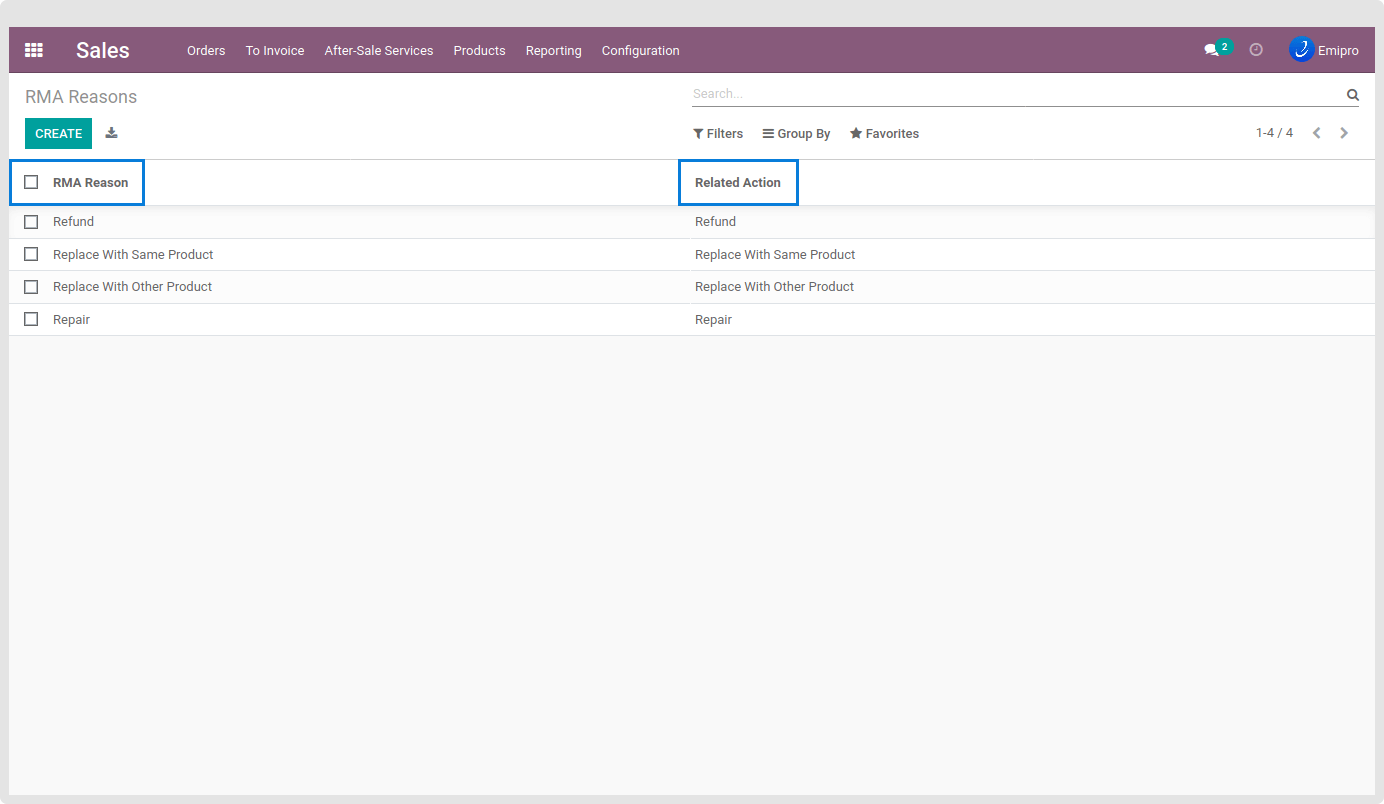 Sales Orders To Invoice After-Sale Services Products Reporting Configuration 2 Emipro
RMA Reasons Search...
CREATE Filters Group By Favorites 1-4 / 4
RMA Reason Related Action
Refund Refund
Replace With Same Product Replace With Same Product
Replace With Other Product Replace With Other Product
Repair Repair